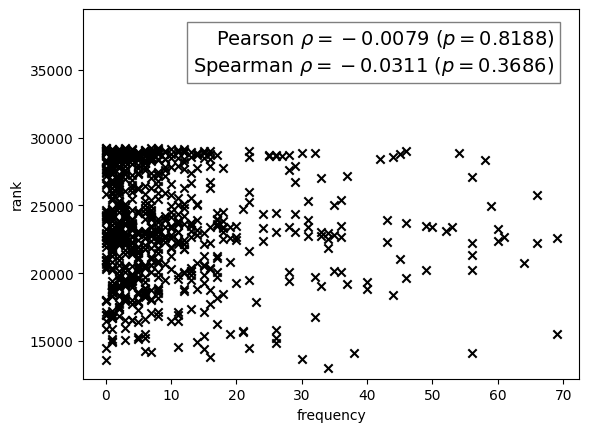 Pearson ρ = −0.0079 (p = 0.8188)
Spearman ρ = −0.0311 (p = 0.3686)
35000
30000
25000
20000
15000
rank
0 10 20 30 40 50 60 70
frequency